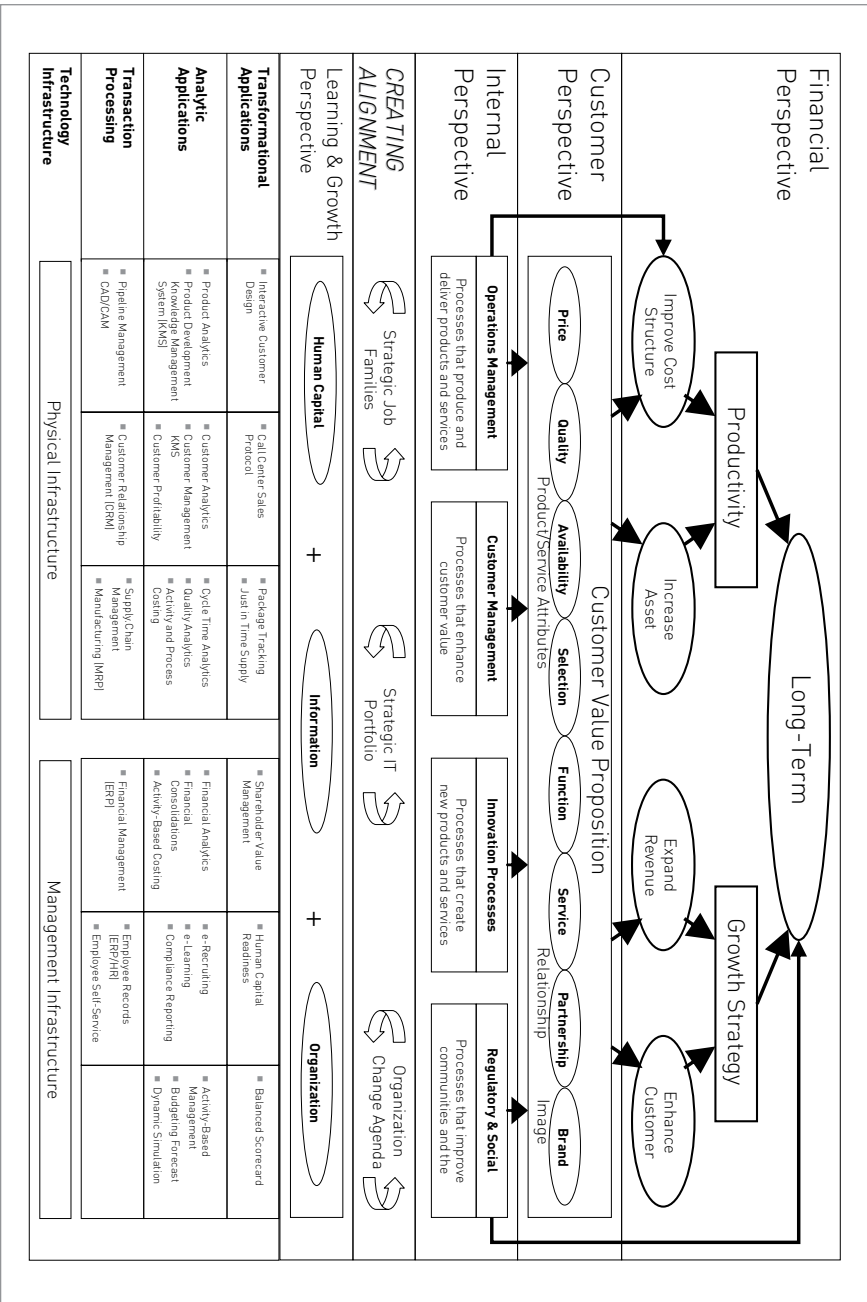 Financial
Perspective
Long-Term
Productivity
Growth Strategy
Improve Cost
Structure
Increase
Asset
Expand
Revenue
Enhance
Customer
Customer
Perspective
Customer Value Proposition
Price
Quality
Availability
Selection
Function
Service
Partnership
Brand
Product/Service Attributes
Relationship
Image
Internal
Perspective
Operations Management
Processes that produce and
deliver products and services
Customer Management
Processes that enhance
customer value
Innovation Processes
Processes that create
new products and services
Regulatory & Social
Processes that improve
communities and the
CREATING
ALIGNMENT
Strategic Job
Families
Strategic IT
Portfolio
Organization
Change Agenda
Learning & Growth
Perspective
Human Capital
+
Information
+
Organization
Transformational
Applications
■ Interactive Customer
Design
■ Call Center Sales
Protocol
■ Package Tracking
■ Just in Time Supply
■ Shareholder Value
Management
■ Human Capital
Readiness
■ Balanced Scorecard
Analytic
Applications
■ Product Analytics
■ Product Development
Knowledge Management
System (KMS)
■ Customer Analytics
■ Customer Management
KMS
■ Customer Profitability
■ Cycle Time Analytics
■ Quality Analytics
■ Activity and Process
Costing
■ Financial Analytics
■ Financial
Consolidations
■ Activity-Based Costing
■ e-Recruiting
■ e-Learning
■ Compliance Reporting
■ Activity-Based
Management
■ Budgeting Forecast
■ Dynamic Simulation
Transaction
Processing
■ Pipeline Management
■ CAD/CAM
■ Customer Relationship
Management (CRM)
■ Supply Chain
Management
■ Manufacturing (MRP)
■ Financial Management
(ERP)
■ Employee Records
(ERP/HR)
■ Employee Self-Service
Technology
Infrastructure
Physical Infrastructure
Management Infrastructure